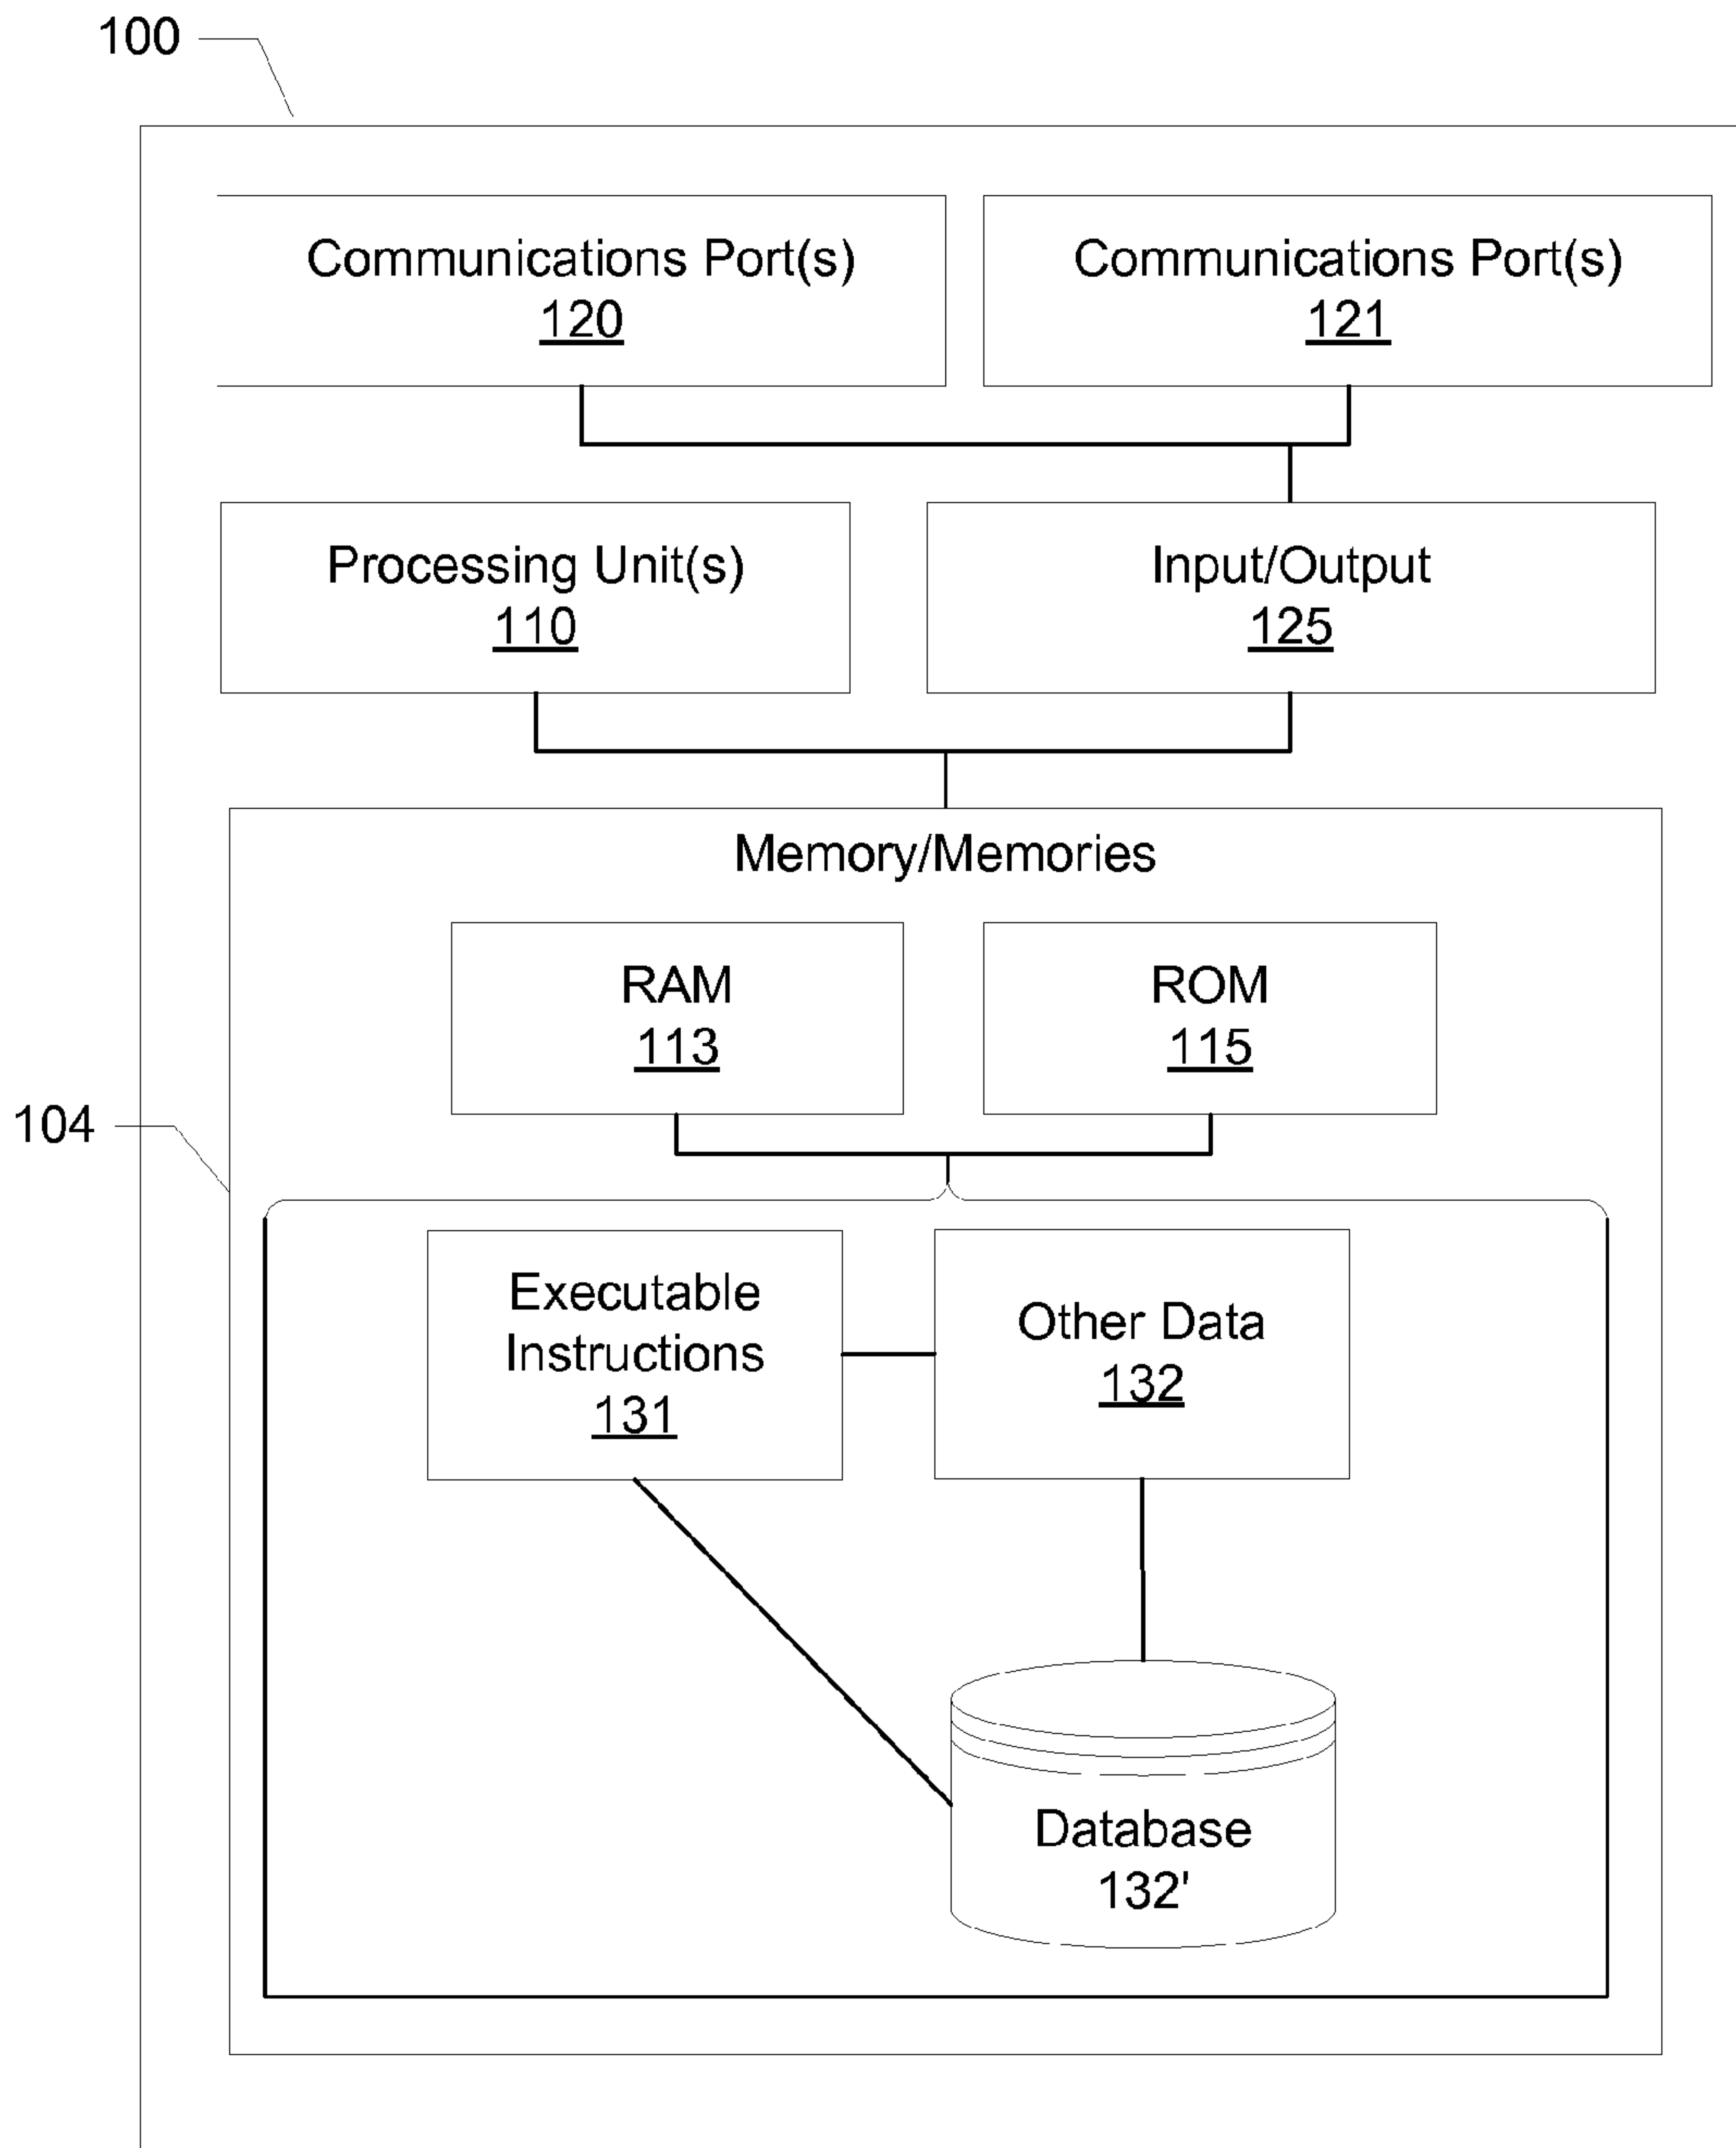 100
Communications Port(s)
120
Communications Port(s)
121
Processing Unit(s)
110
Input/Output
125
Memory/Memories
RAM
113
ROM
115
104
Executable
Instructions
131
Other Data
132
Database
132'